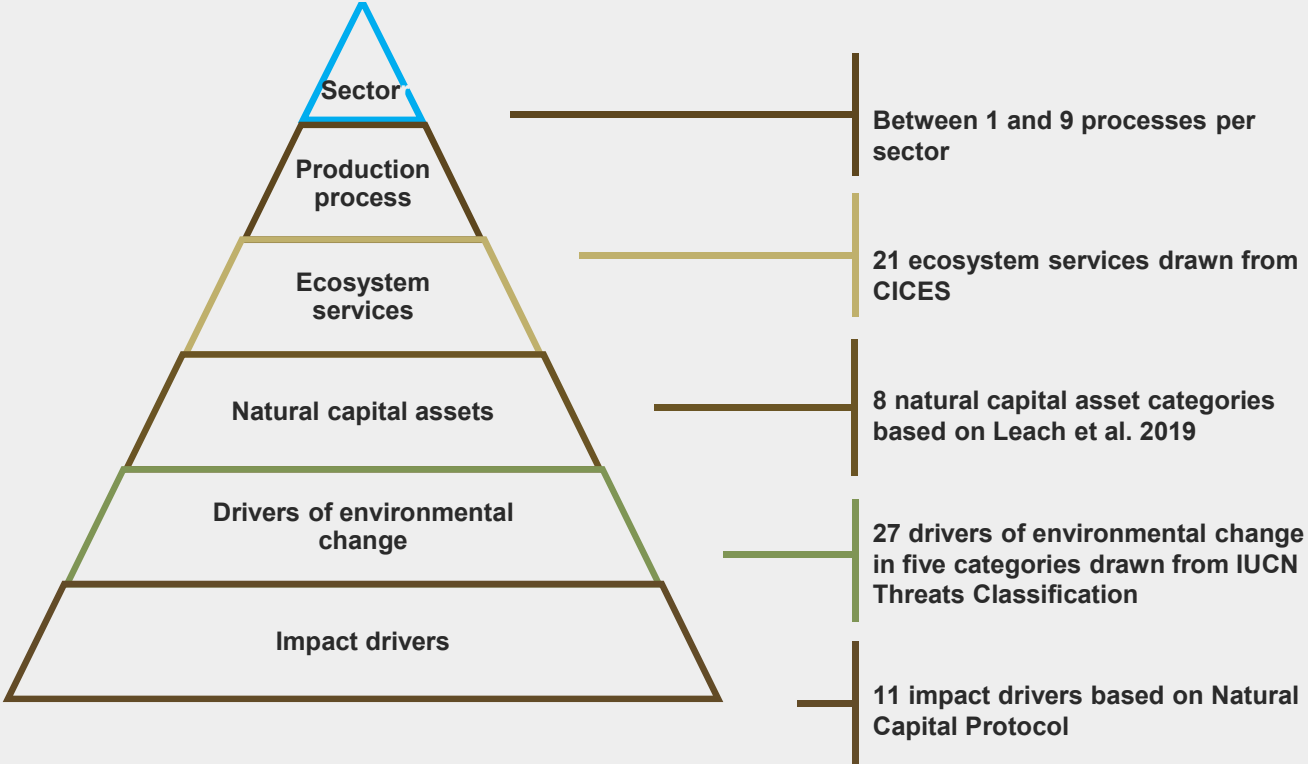 Sector
Production
process
Ecosystem
services
Natural capital assets
Drivers of environmental
change
Impact drivers
Between 1 and 9 processes per
sector
21 ecosystem services drawn from
CICES
8 natural capital asset categories
based on Leach et al. 2019
27 drivers of environmental change
in five categories drawn from IUCN
Threats Classification
11 impact drivers based on Natural
Capital Protocol